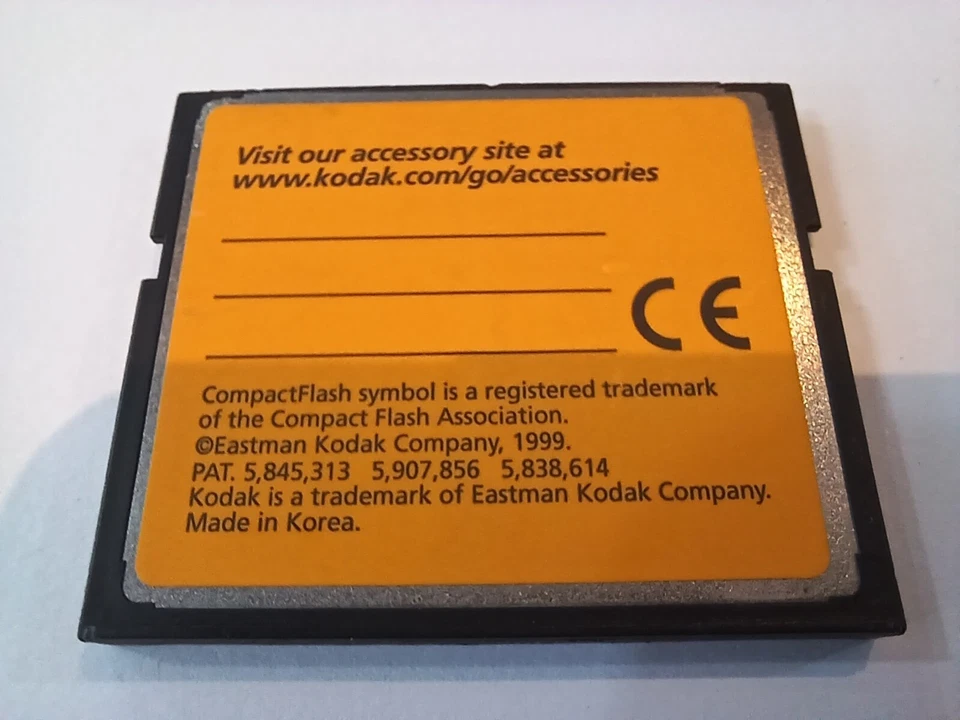 Visit our accessory site at
www.kodak.com/go/accessories
CE
CompactFlash symbol is a registered trademark
of the Compact Flash Association.
©Eastman Kodak Company, 1999.
PAT. 5,845,313 5,907,856 5,838,614
Kodak is a trademark of Eastman Kodak Company.
Made in Korea.